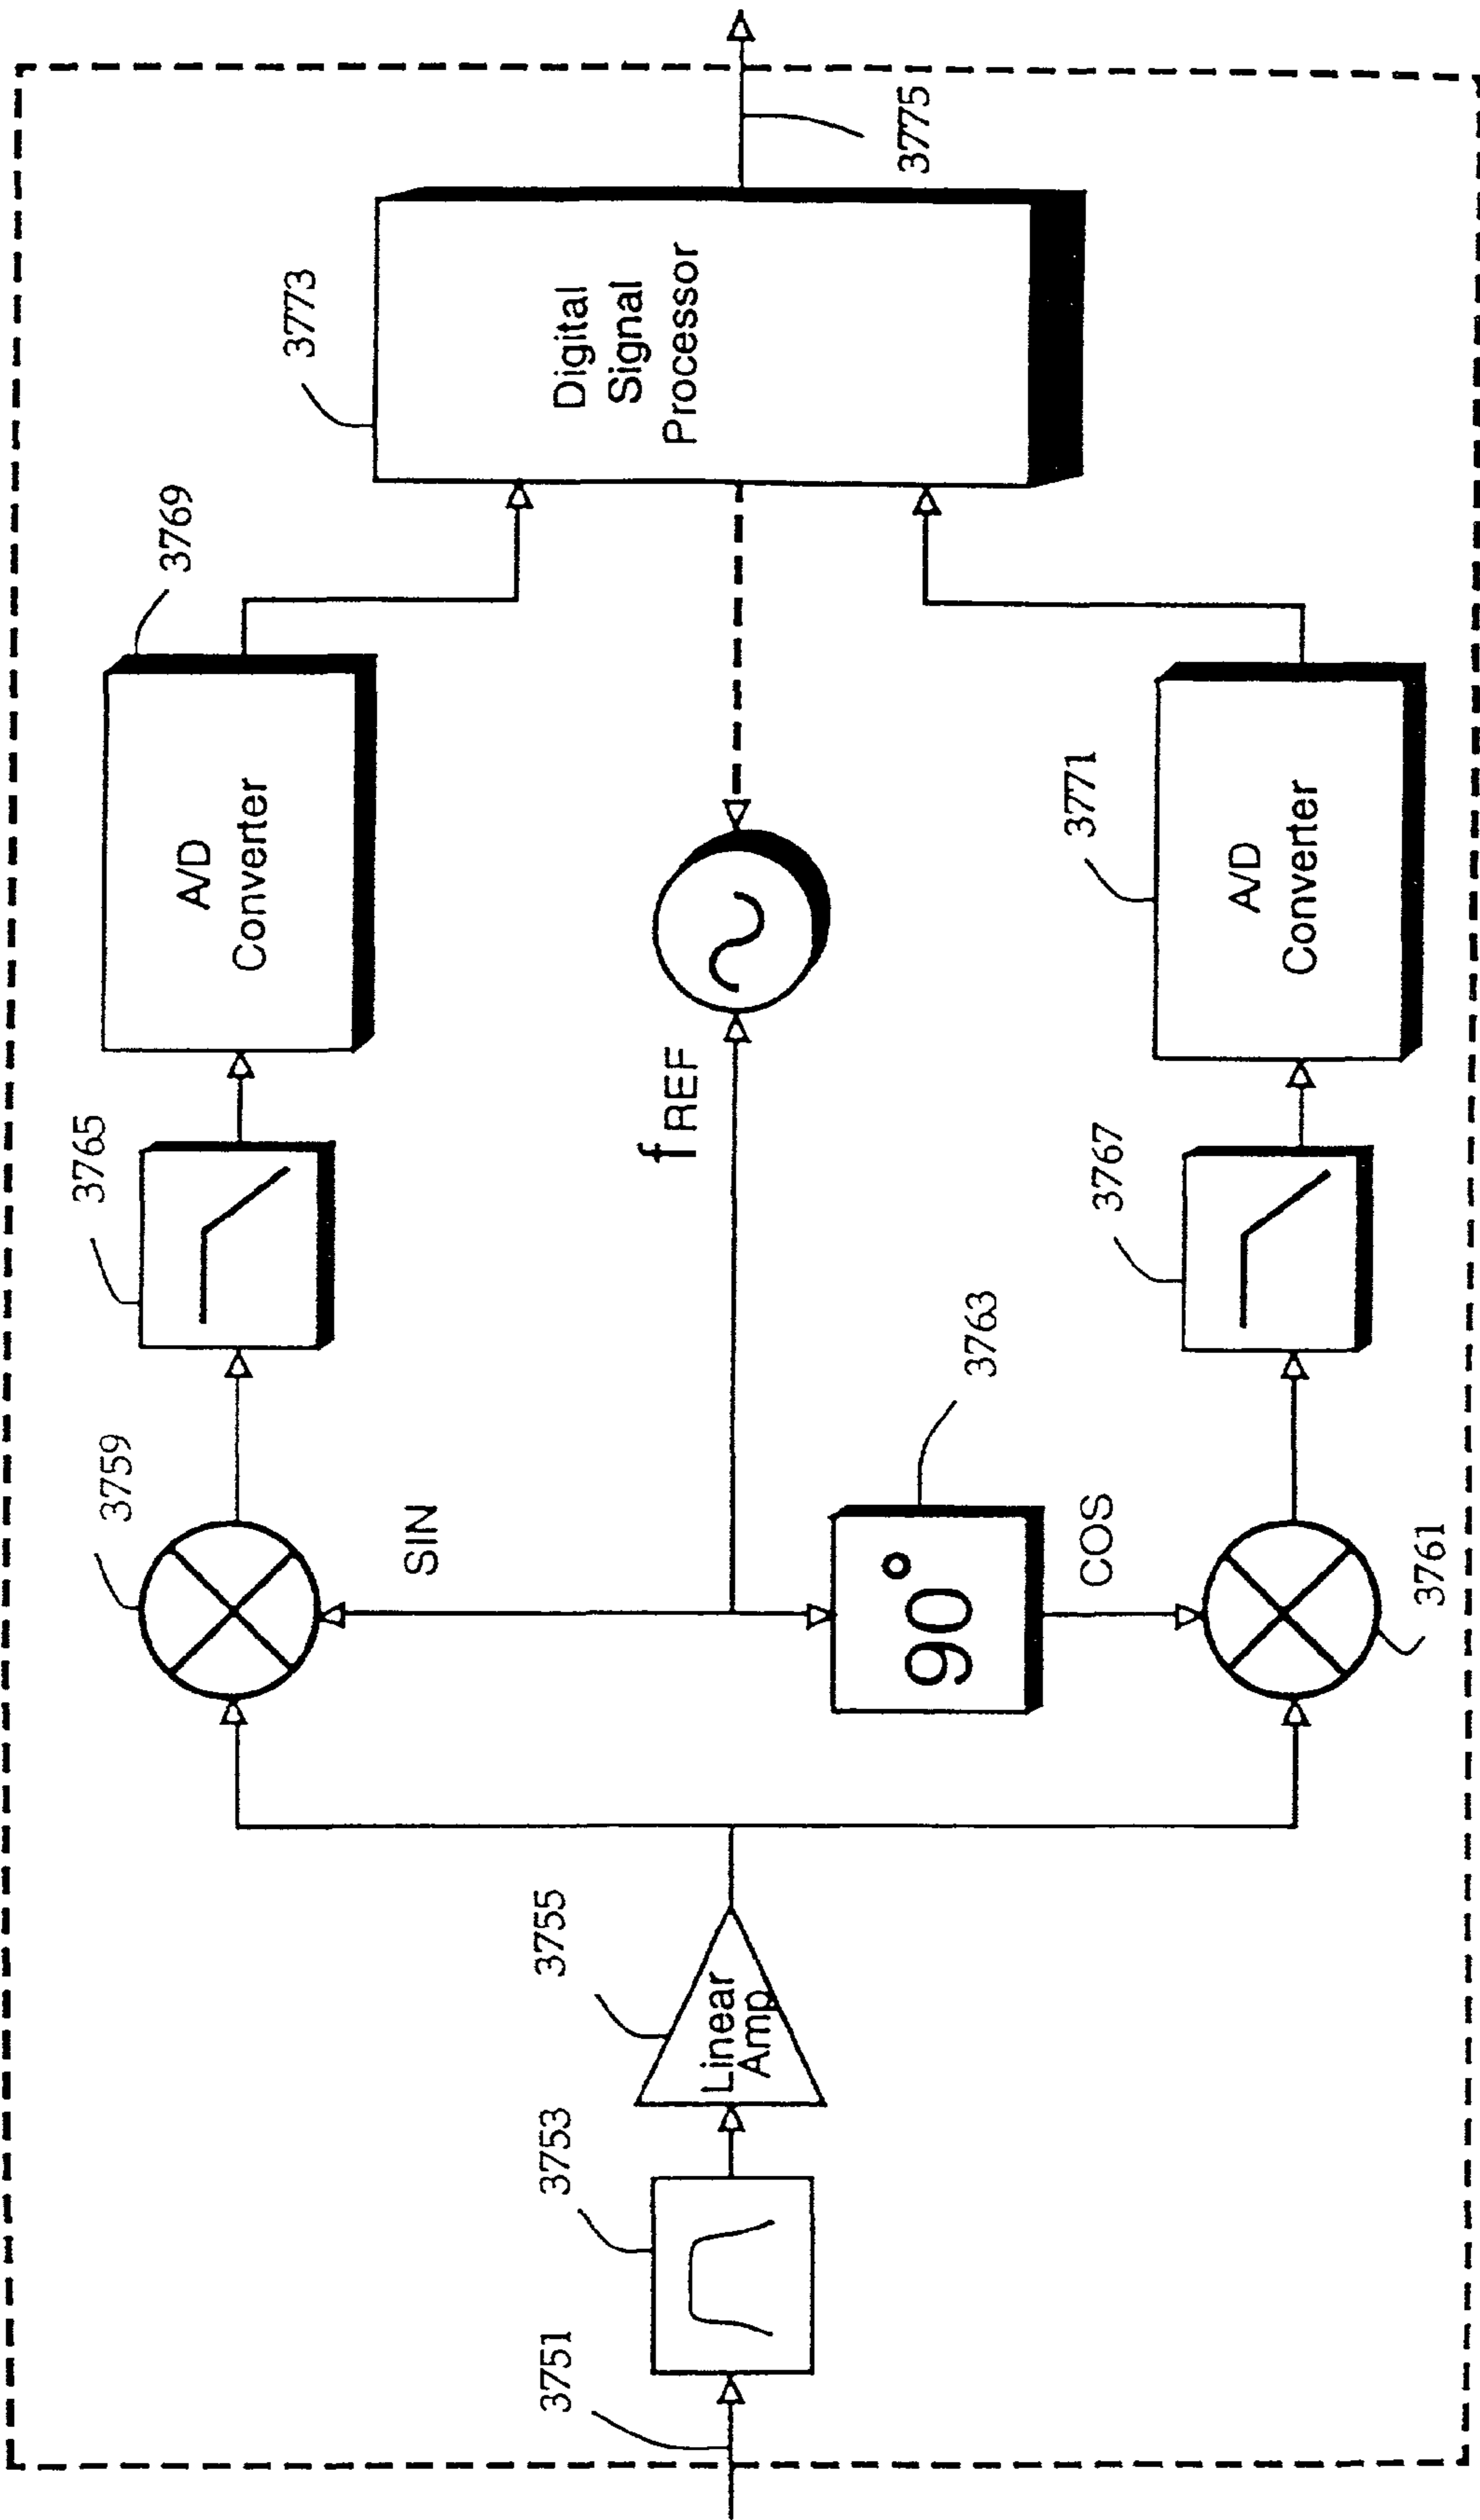 3751
3753
3755
Linear
Amp
3759
SIN
90°
3763
COS
3761
3765
f REF
3767
3769
A/D
Converter
3771
A/D
Converter
3773
Digital
Signal
Processor
3775